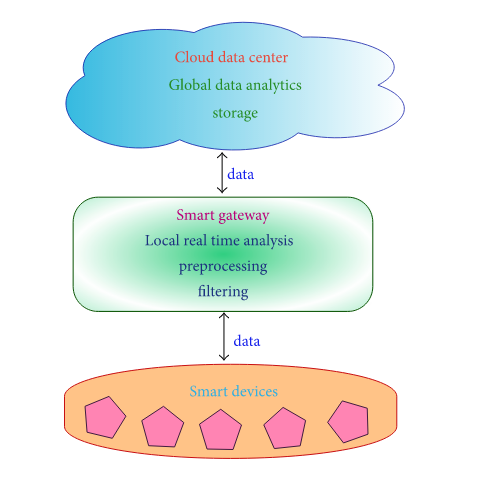 Cloud data center
Global data analytics
storage
data
Smart gateway
Local real time analysis
preprocessing
filtering
data
Smart devices